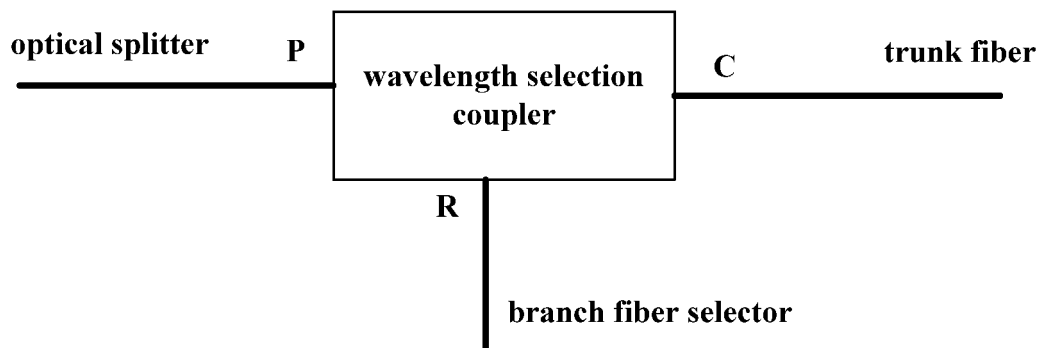 optical splitter
P
wavelength selection
coupler
C
trunk fiber
R
branch fiber selector